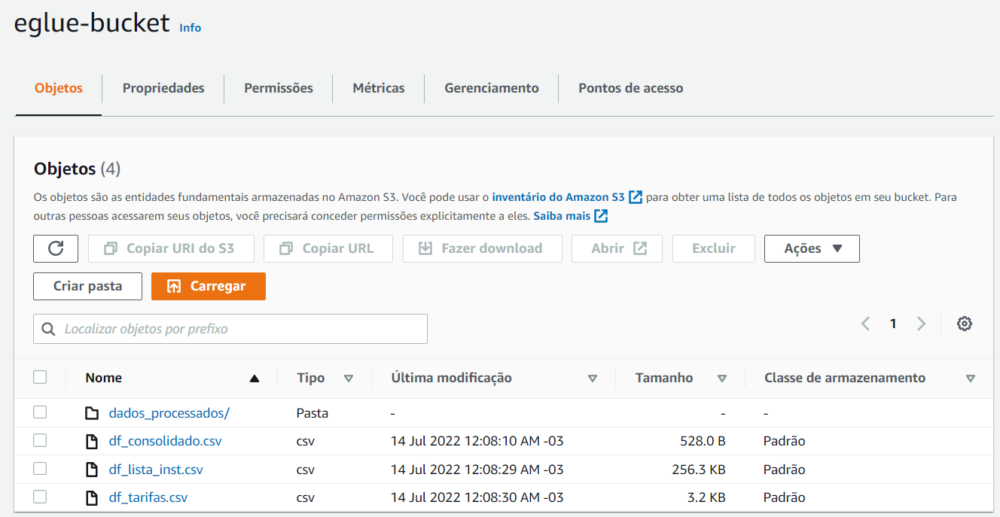 eglue-bucket Info
Objetos Propriedades Permissões Métricas Gerenciamento Pontos de acesso
Objetos (4)
Os objetos são as entidades fundamentais armazenadas no Amazon S3. Você pode usar o inventário do Amazon S3 para obter uma lista de todos os objetos em seu bucket. Para
outras pessoas acessarem seus objetos, você precisará conceder permissões explicitamente a eles. Saiba mais
Copiar URI do S3 Copiar URL Fazer download Abrir Excluir Ações
Criar pasta Carregar
Localizar objetos por prefixo 1
Nome Tipo Última modificação Tamanho Classe de armazenamento
dados_processados/ Pasta - - -
df_consolidado.csv csv 14 Jul 2022 12:08:10 AM -03 528.0 B Padrão
df_lista_inst.csv csv 14 Jul 2022 12:08:29 AM -03 256.3 KB Padrão
df_tarifas.csv csv 14 Jul 2022 12:08:30 AM -03 3.2 KB Padrão